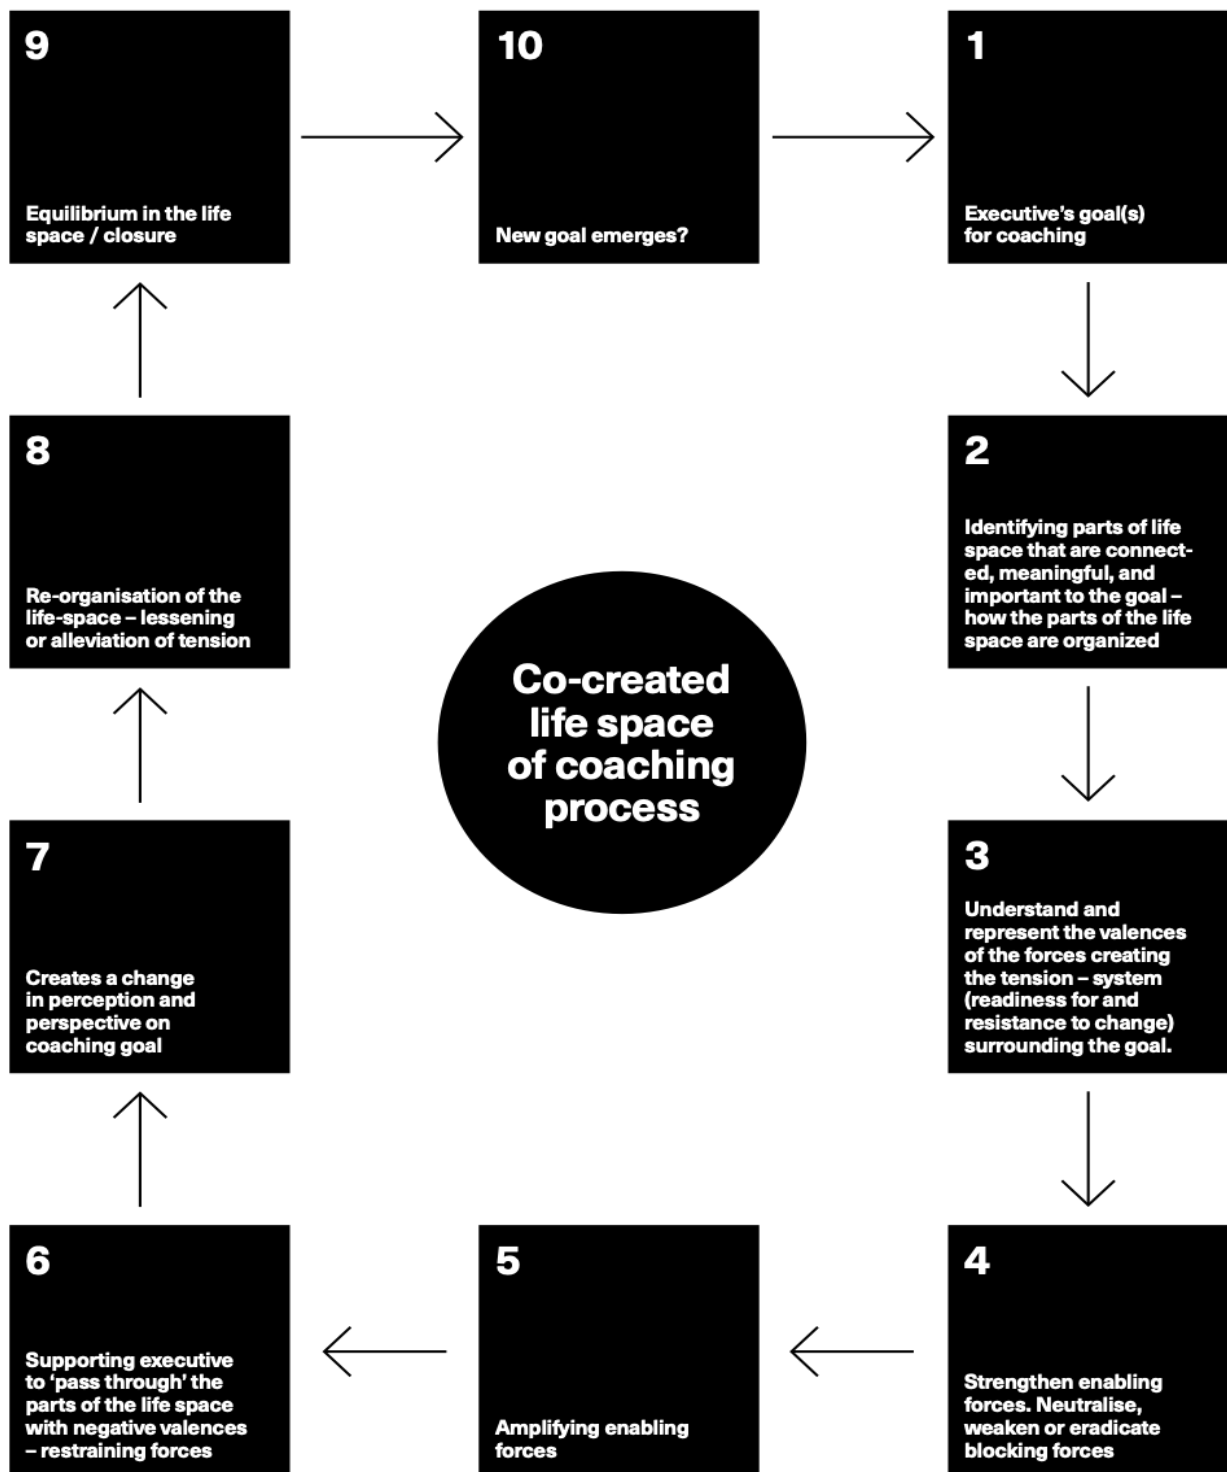 9
Equilibrium in the life
space / closure
10
New goal emerges?
1
Executive’s goal(s)
for coaching
2
Identifying parts of life
space that are connect-
ed, meaningful, and
important to the goal –
how the parts of the life
space are organized
3
Understand and
represent the valences
of the forces creating
the tension – system
(readiness for and
resistance to change)
surrounding the goal.
4
Strengthen enabling
forces. Neutralise,
weaken or eradicate
blocking forces
5
Amplifying enabling
forces
6
Supporting executive
to ‘pass through’ the
parts of the life space
with negative valences
– restraining forces
7
Creates a change
in perception and
perspective on
coaching goal
8
Re-organisation of the
life-space – lessening
or alleviation of tension
Co-created
life space
of coaching
process